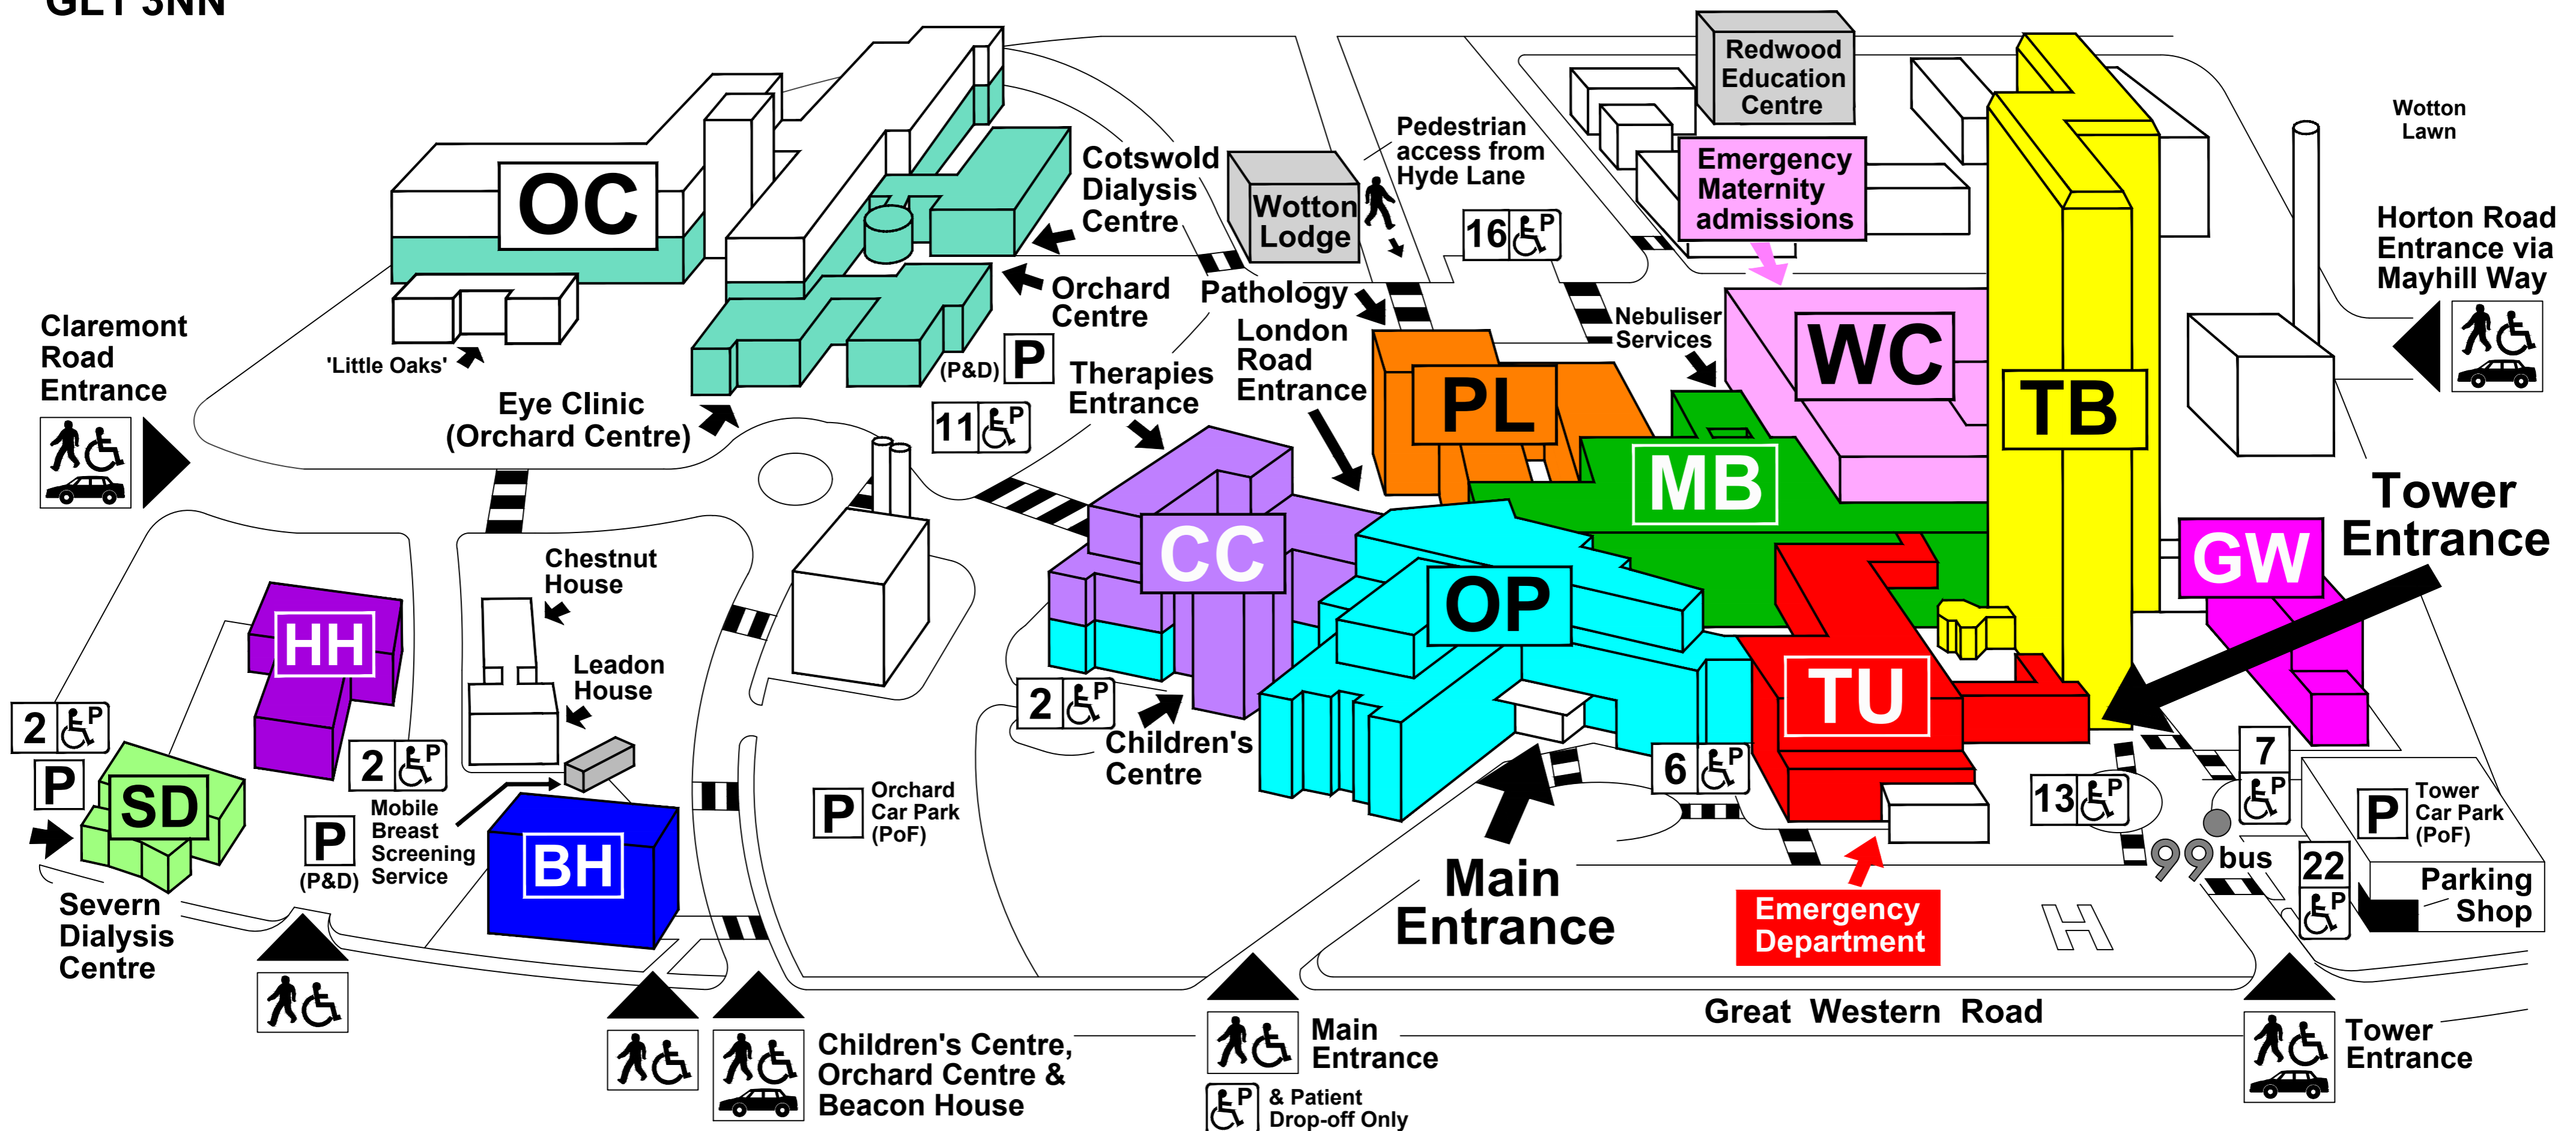 GL1 3NN
Redwood
Education
Centre
Wotton
Lawn
Pedestrian
access from
Hyde Lane
Cotswold
Dialysis
Centre
Emergency
Maternity
admissions
OC
Wotton
Lodge
16 P
Horton Road
Entrance via
Mayhill Way
Orchard
Centre
Pathology
Nebuliser
Services
Claremont
Road
Entrance
London
Road
Entrance
'Little Oaks'
(P&D) P
Therapies
Entrance
WC
TB
PL
Eye Clinic
(Orchard Centre)
11 P
MB
Tower
Entrance
CC
GW
Chestnut
House
OP
HH
Leadon
House
TU
2 P
2 P
Children's
Centre
2 P
6 P
7
P
13 P
P
SD
P
(P&D)
Mobile
Breast
Screening
Service
BH
P
Orchard
Car Park
(PoF)
P
Tower
Car Park
(PoF)
99 bus
22
P
Parking
Shop
Main
Entrance
Emergency
Department
H
Severn
Dialysis
Centre
Great Western Road
Children's Centre,
Orchard Centre &
Beacon House
Main
Entrance
P
& Patient
Drop-off Only
Tower
Entrance